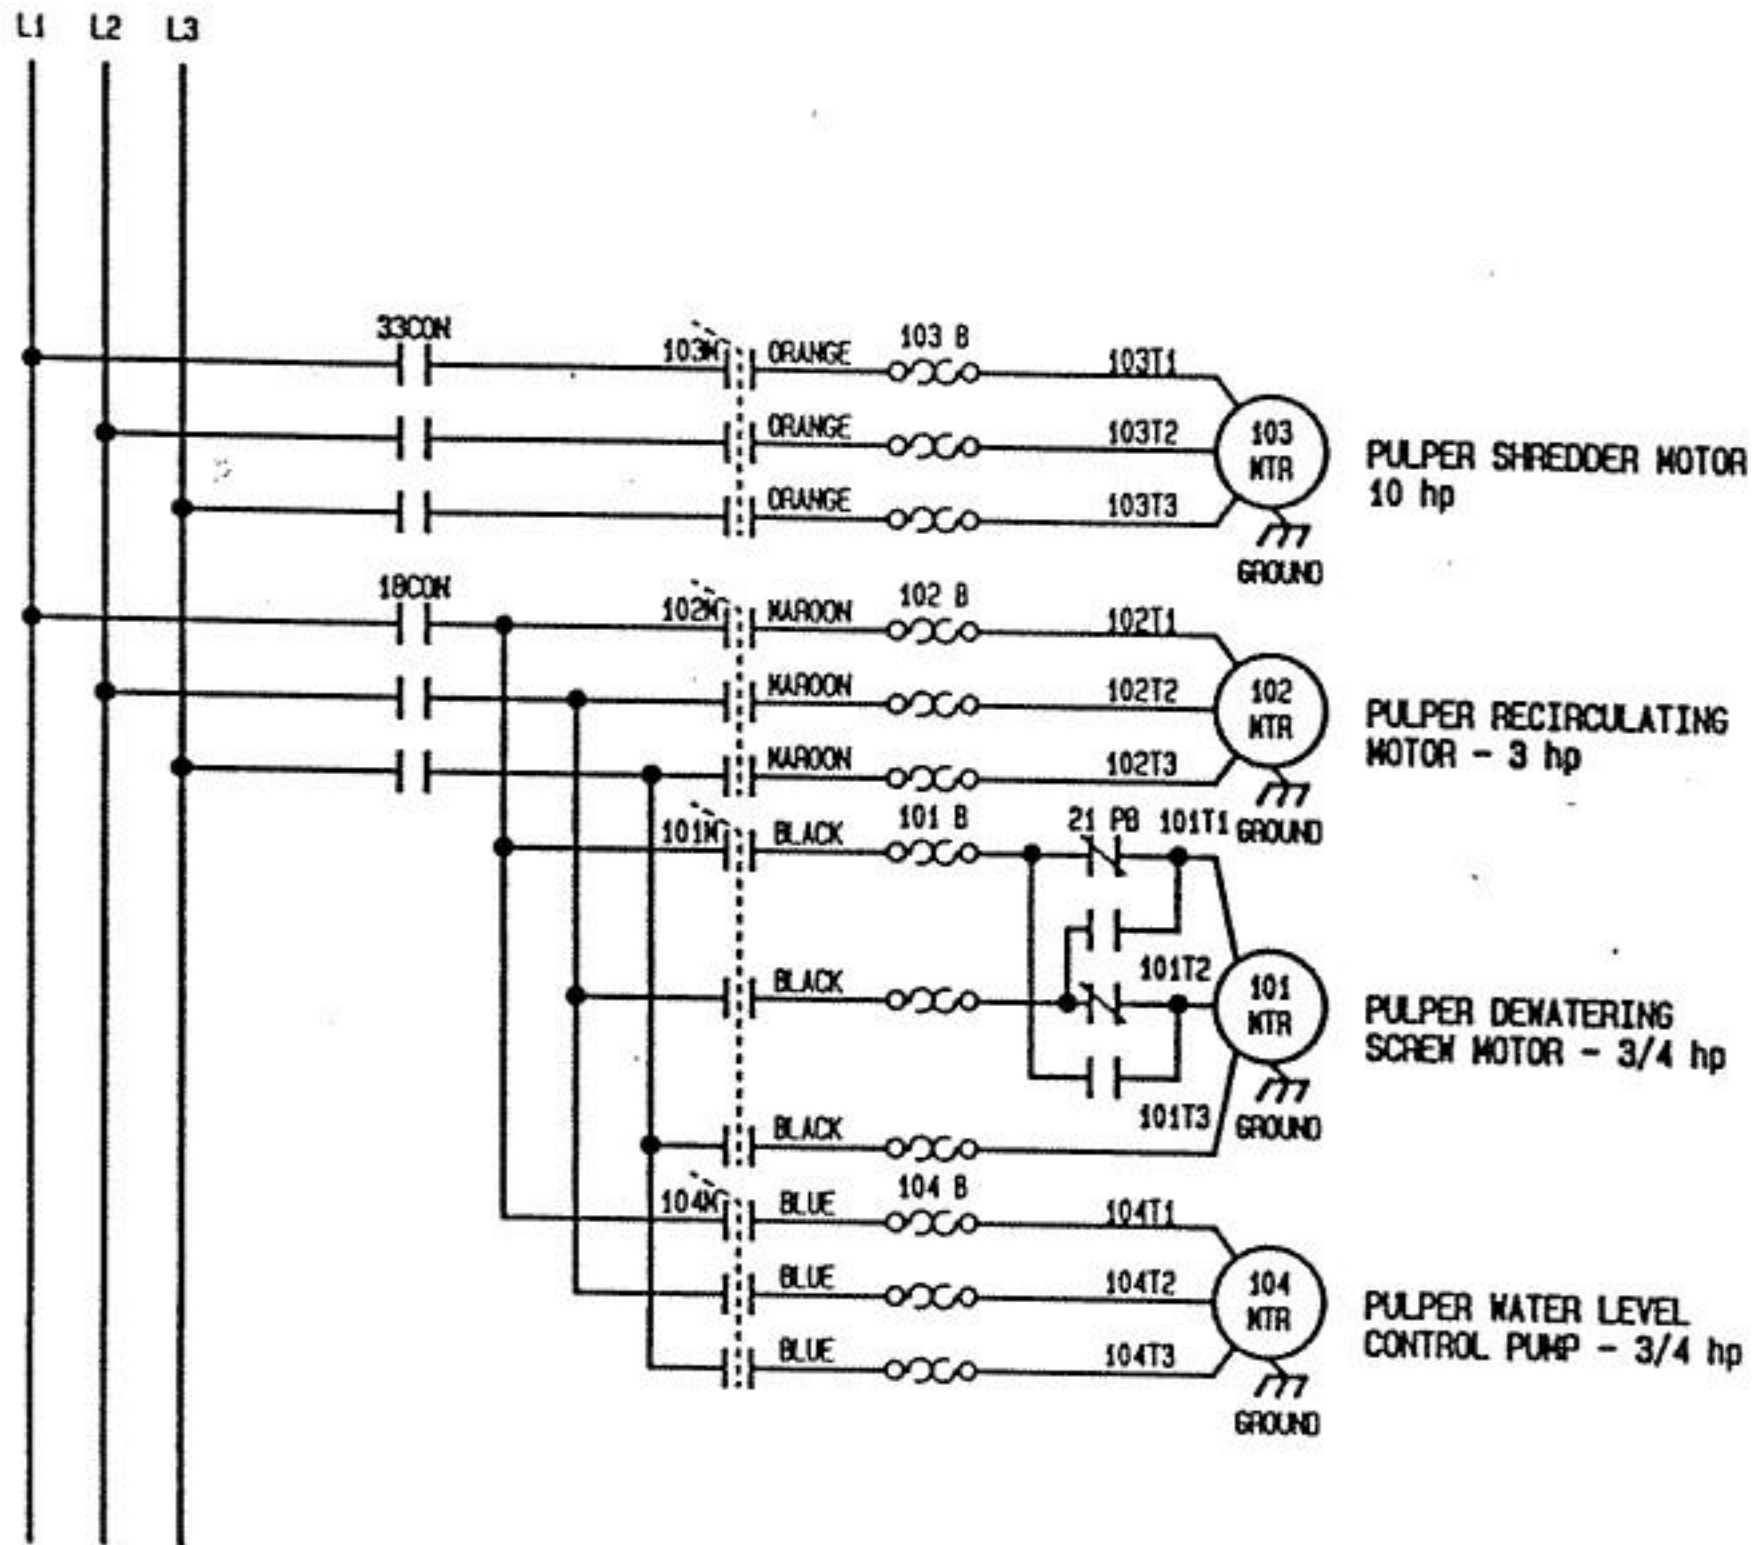 L1 L2 L3
33CON
103M ORANGE 103 B 103T1
ORANGE 103T2
ORANGE 103T3
103
MTR
PULPER SHREDDER MOTOR
10 hp
GROUND
18CON
102M MAROON 102 B 102T1
MAROON 102T2
MAROON 102T3
102
MTR
PULPER RECIRCULATING
MOTOR - 3 hp
GROUND
101M BLACK 101 B 21 PB 101T1
BLACK 101T2
BLACK 101T3
101
MTR
PULPER DEWATERING
SCREW MOTOR - 3/4 hp
GROUND
104M BLUE 104 B 104T1
BLUE 104T2
BLUE 104T3
104
MTR
PULPER WATER LEVEL
CONTROL PUMP - 3/4 hp
GROUND